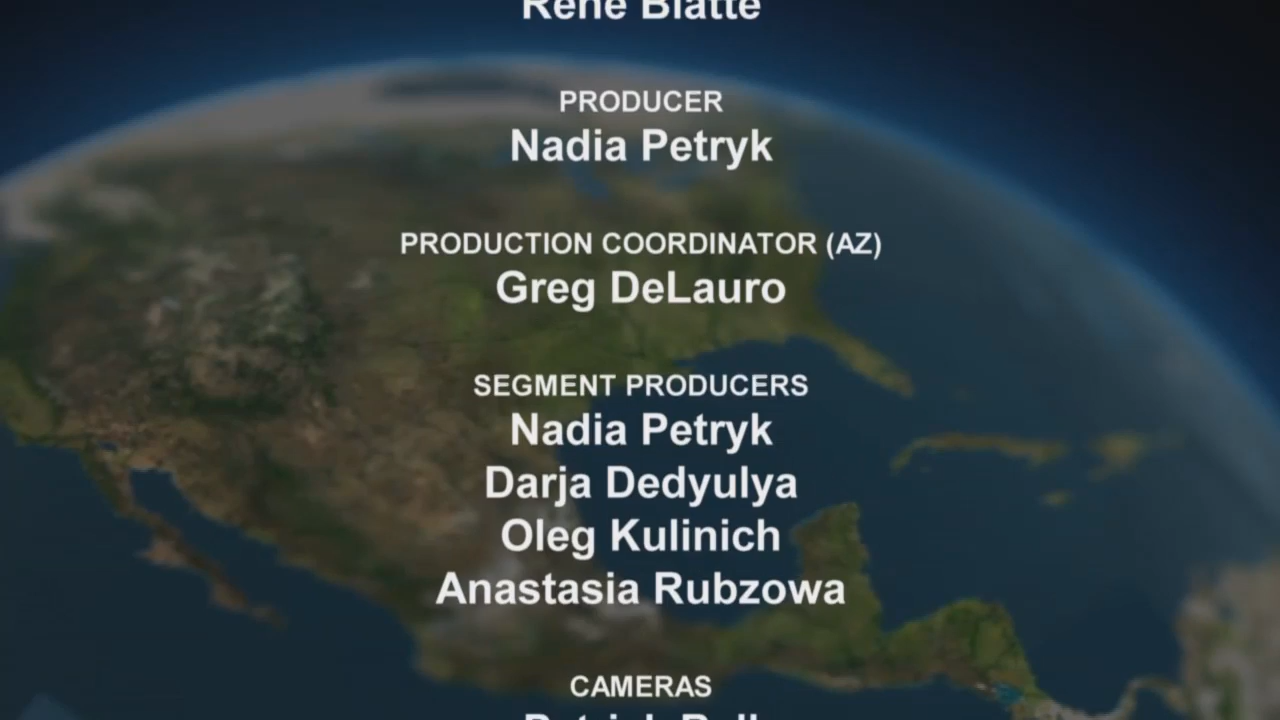 PRODUCER
Nadia Petryk
PRODUCTION COORDINATOR (AZ)
Greg DeLauro
SEGMENT PRODUCERS
Nadia Petryk
Darja Dedyulya
Oleg Kulinich
Anastasia Rubzowa
CAMERAS